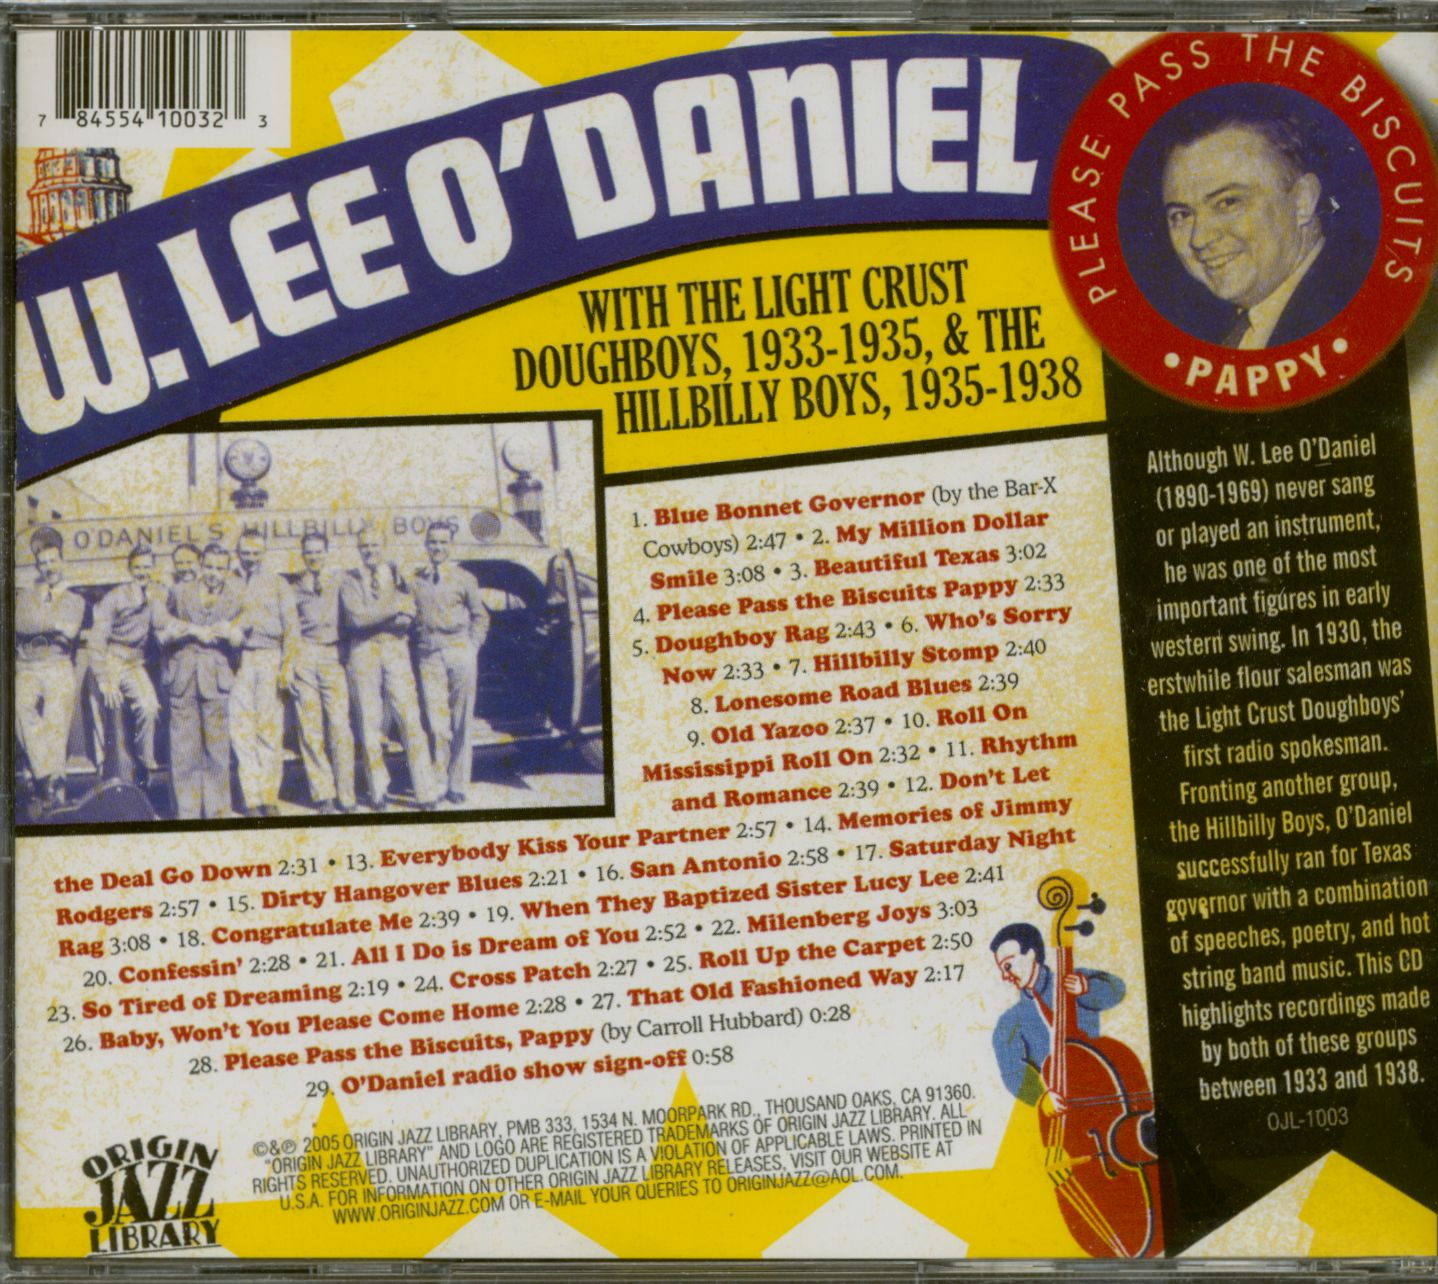 7 84554 10032 3
W. LEE O'DANIEL
WITH THE LIGHT CRUST
DOUGHBOYS, 1933-1935, & THE
HILLBILLY BOYS, 1935-1938
PLEASE PASS THE BISCUITS
• PAPPY •
O'DANIEL'S HILLBILLY BOYS
1. Blue Bonnet Governor (by the Bar-X
Cowboys) 2:47 • 2. My Million Dollar
Smile 3:08 • 3. Beautiful Texas 3:02
4. Please Pass the Biscuits Pappy 2:33
5. Doughboy Rag 2:43 • 6. Who's Sorry
Now 2:33 • 7. Hillbilly Stomp 2:40
8. Lonesome Road Blues 2:39
9. Old Yazoo 2:37 • 10. Roll On
Mississippi Roll On 2:32 • 11. Rhythm
and Romance 2:39 • 12. Don't Let
the Deal Go Down 2:31 • 13. Everybody Kiss Your Partner 2:57 • 14. Memories of Jimmy
Rodgers 2:57 • 15. Dirty Hangover Blues 2:21 • 16. San Antonio 2:58 • 17. Saturday Night
Rag 3:08 • 18. Congratulate Me 2:39 • 19. When They Baptized Sister Lucy Lee 2:41
20. Confessin' 2:28 • 21. All I Do is Dream of You 2:52 • 22. Milenberg Joys 3:03
23. So Tired of Dreaming 2:19 • 24. Cross Patch 2:27 • 25. Roll Up the Carpet 2:50
26. Baby, Won't You Please Come Home 2:28 • 27. That Old Fashioned Way 2:17
28. Please Pass the Biscuits, Pappy (by Carroll Hubbard) 0:28
29. O'Daniel radio show sign-off 0:58
Although W. Lee O'Daniel
(1890-1969) never sang
or played an instrument,
he was one of the most
important figures in early
western swing. In 1930, the
erstwhile flour salesman was
the Light Crust Doughboys'
first radio spokesman.
Fronting another group,
the Hillbilly Boys, O'Daniel
successfully ran for Texas
governor with a combination
of speeches, poetry, and hot
string band music. This CD
highlights recordings made
by both of these groups
between 1933 and 1938.
OJL-1003
ORIGIN
JAZZ
LIBRARY
©&℗ 2005 ORIGIN JAZZ LIBRARY, PMB 333, 1534 N. MOORPARK RD., THOUSAND OAKS, CA 91360.
"ORIGIN JAZZ LIBRARY" AND LOGO ARE REGISTERED TRADEMARKS OF ORIGIN JAZZ LIBRARY. ALL
RIGHTS RESERVED. UNAUTHORIZED DUPLICATION IS A VIOLATION OF APPLICABLE LAWS. PRINTED IN
U.S.A. FOR INFORMATION ON OTHER ORIGIN JAZZ LIBRARY RELEASES, VISIT OUR WEBSITE AT
WWW.ORIGINJAZZ.COM OR E-MAIL YOUR QUERIES TO ORIGINJAZZ@AOL.COM.